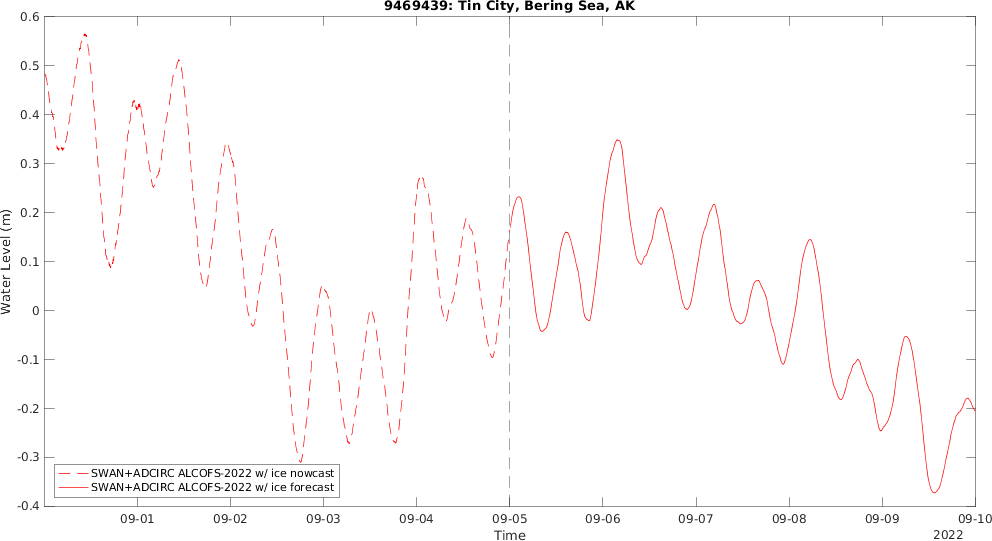 9469439: Tin City, Bering Sea, AK
0.6
0.5
0.4
0.3
0.2
0.1
0
-0.1
-0.2
-0.3
-0.4
Water Level (m)
SWAN+ADCIRC ALCOFS-2022 w/ ice nowcast
SWAN+ADCIRC ALCOFS-2022 w/ ice forecast
09-01 09-02 09-03 09-04 09-05 09-06 09-07 09-08 09-09 09-10
Time
2022